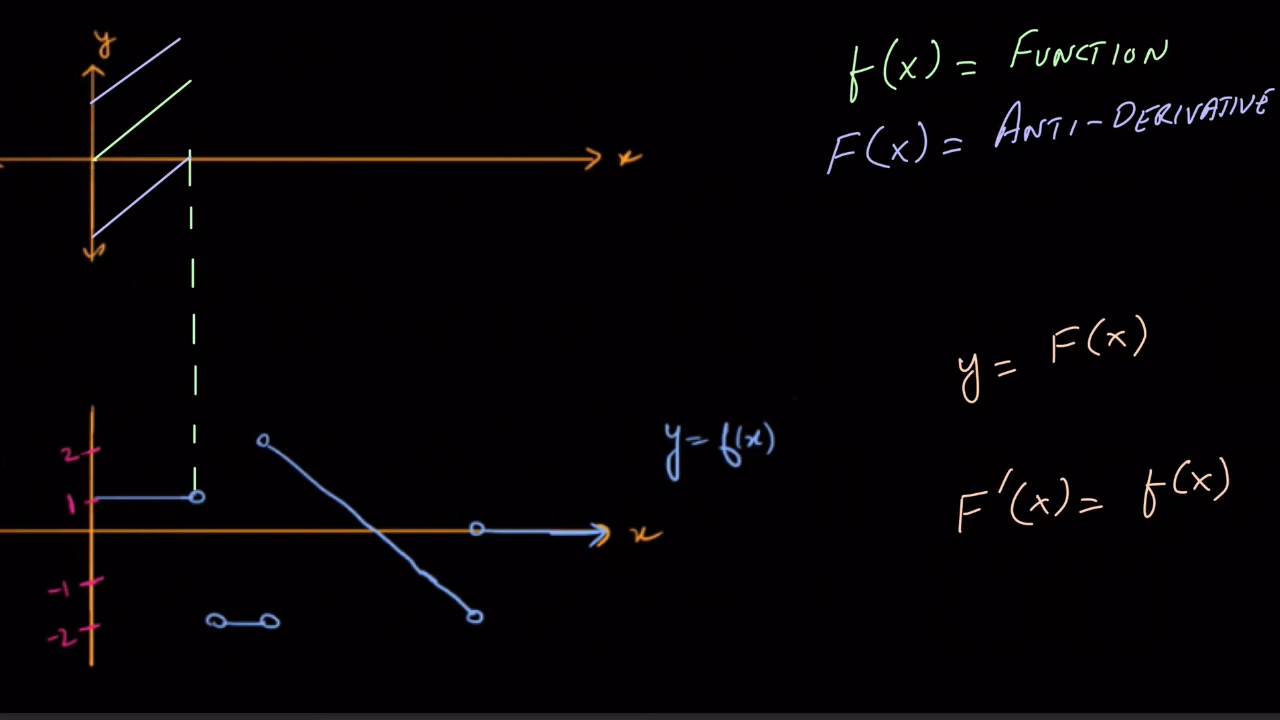 y
f(x) = FUNCTION
F(x) = ANTI-DERIVATIVE
x
y = F(x)
y = f(x)
2
1
F'(x) = f(x)
x
-1
-2